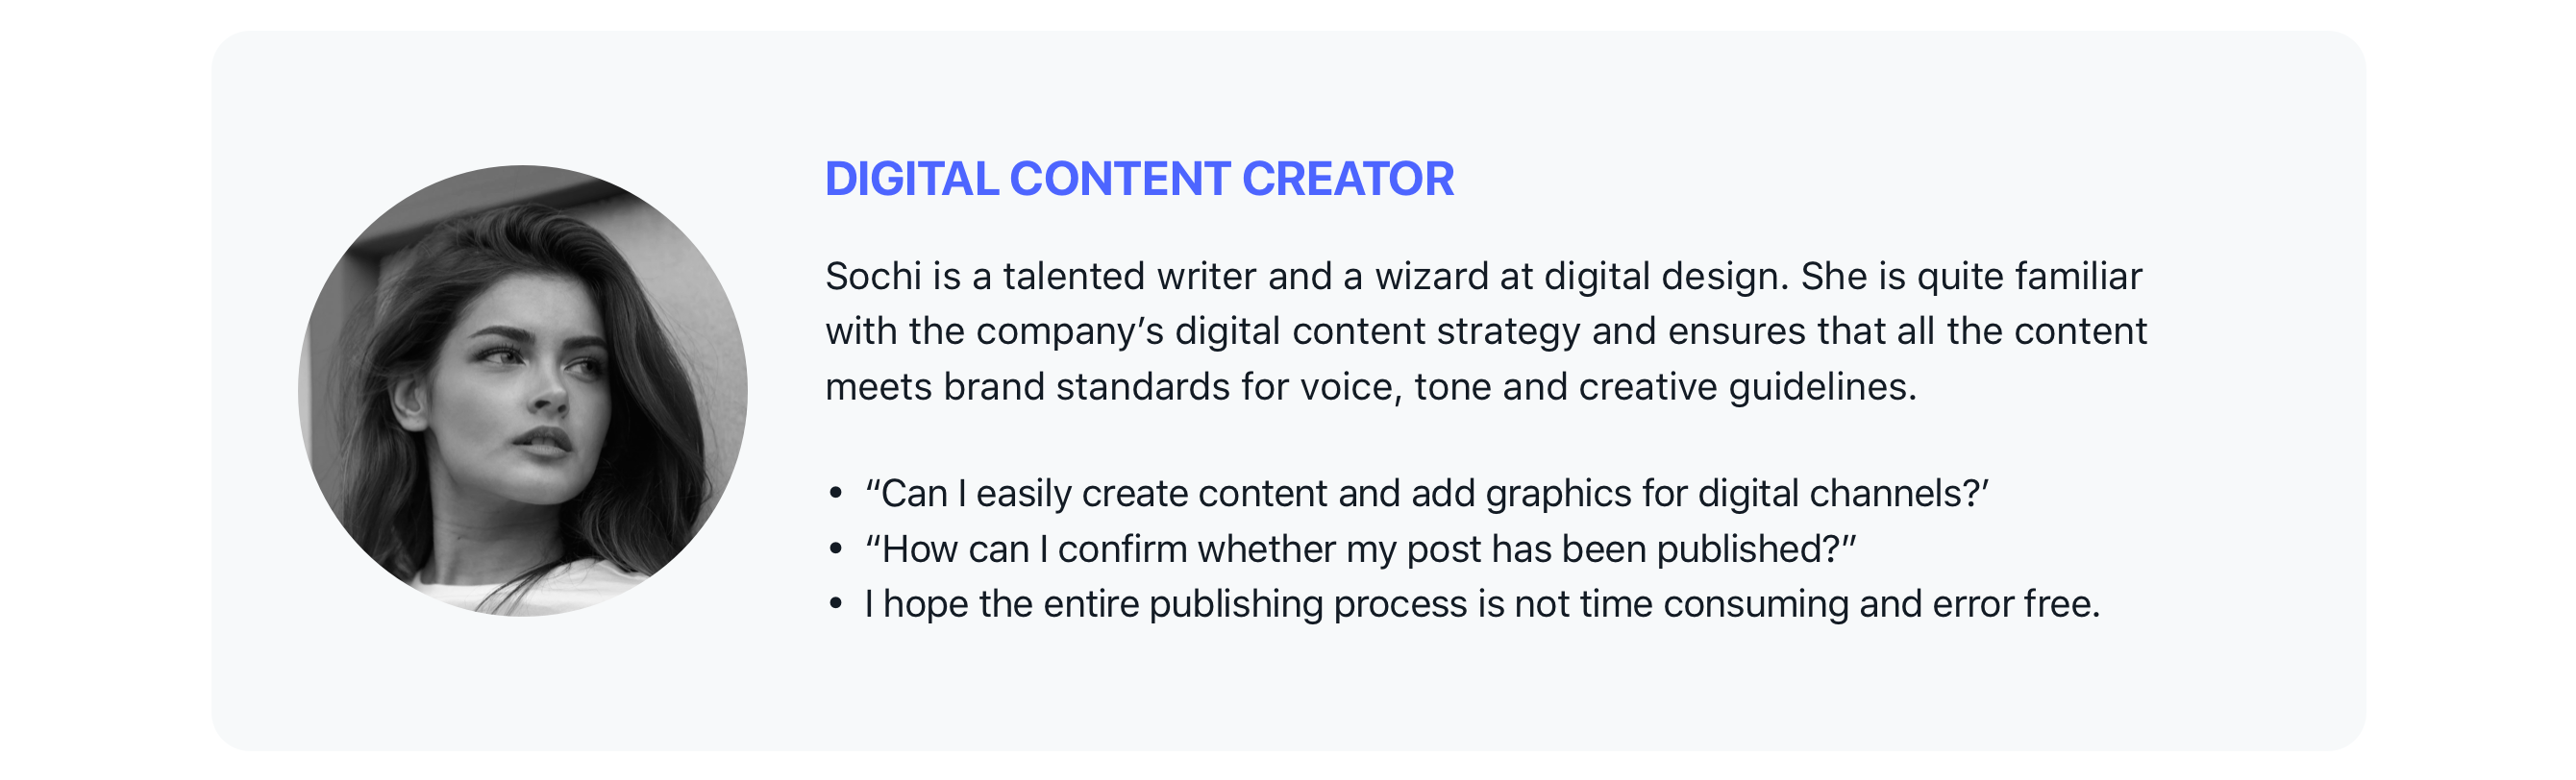 DIGITAL CONTENT CREATOR
Sochi is a talented writer and a wizard at digital design. She is quite familiar
with the company’s digital content strategy and ensures that all the content
meets brand standards for voice, tone and creative guidelines.
• “Can I easily create content and add graphics for digital channels?’
• “How can I confirm whether my post has been published?”
• I hope the entire publishing process is not time consuming and error free.